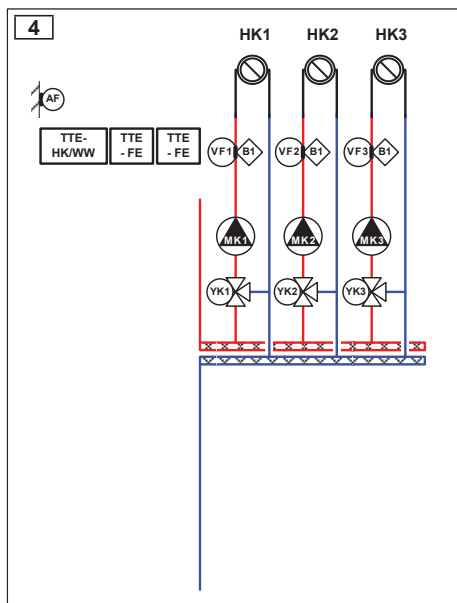 4
HK1 HK2 HK3
AF
TTE-
HK/WW
TTE
- FE
TTE
- FE
VF1 B1 VF2 B1 VF3 B1
MK1 MK2 MK3
YK1 YK2 YK3